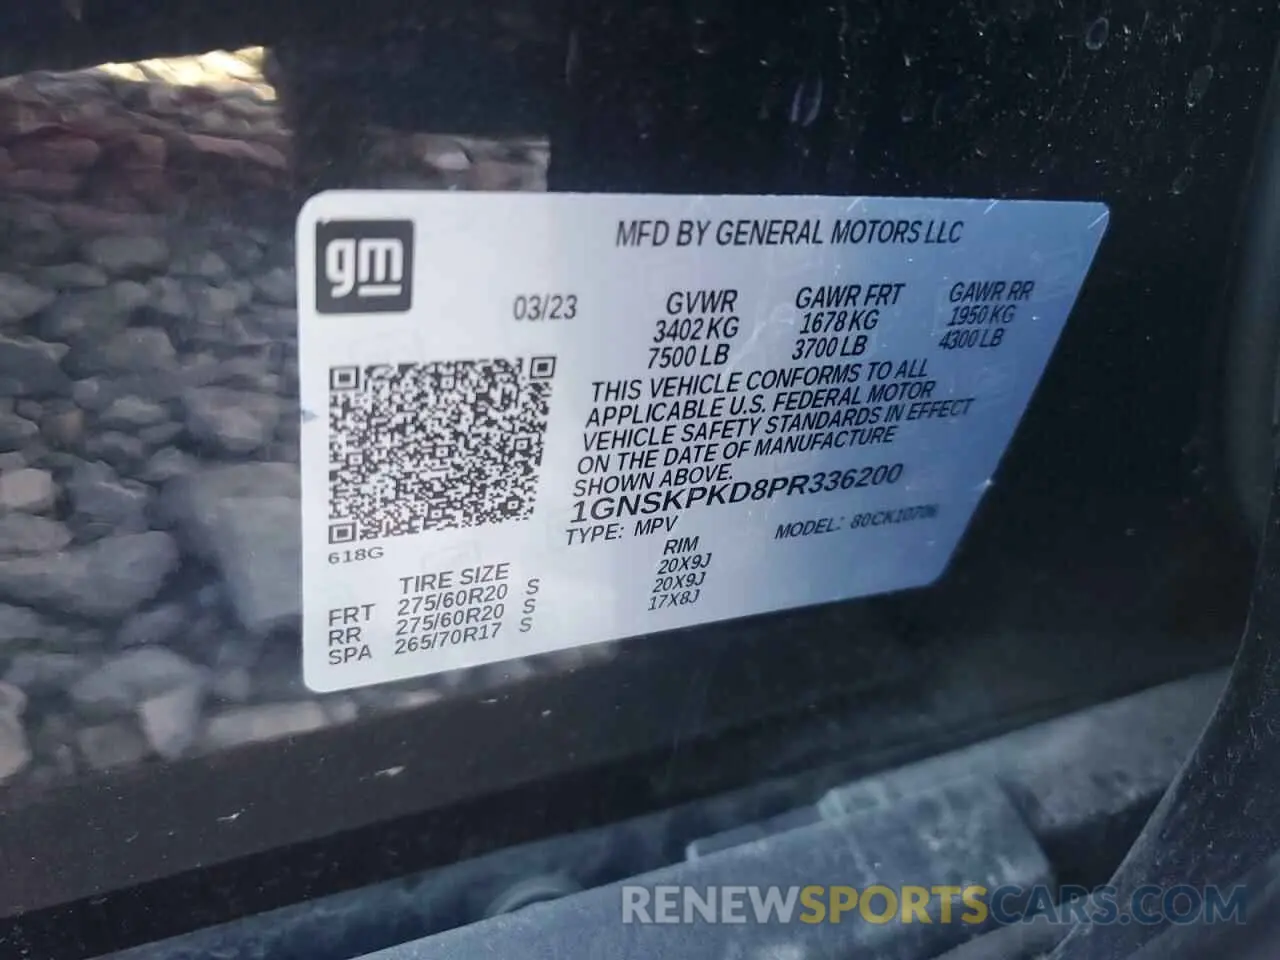 gm
MFD BY GENERAL MOTORS LLC
03/23
GVWR GAWR FRT GAWR RR
3402 KG 1678 KG 1950 KG
7500 LB 3700 LB 4300 LB
THIS VEHICLE CONFORMS TO ALL
APPLICABLE U.S. FEDERAL MOTOR
VEHICLE SAFETY STANDARDS IN EFFECT
ON THE DATE OF MANUFACTURE
SHOWN ABOVE.
1GNSKPKD8PR336200
TYPE: MPV MODEL: 80CK10706
618G
TIRE SIZE RIM
FRT 275/60R20 S 20X9J
RR 275/60R20 S 20X9J
SPA 265/70R17 S 17X8J
RENEWSPORTSCARS.COM